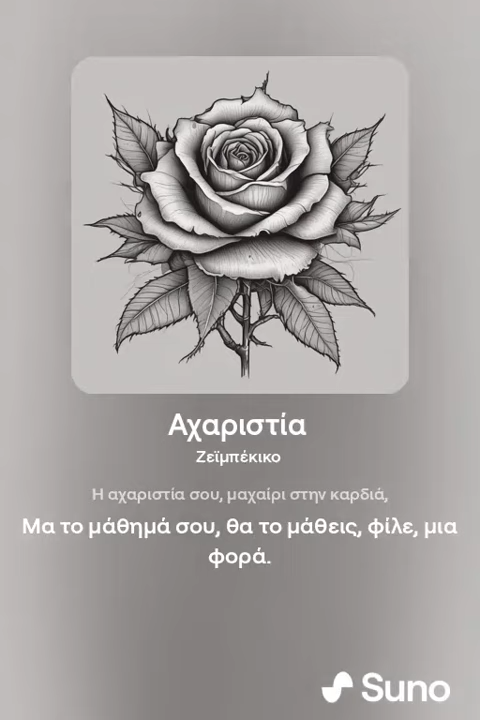 Αχαριστία
Ζεϊμπέκικο
Η αχαριστία σου, μαχαίρι στην καρδιά,
Μα το μάθημά σου, θα το μάθεις, φίλε, μια
φορά.
Suno